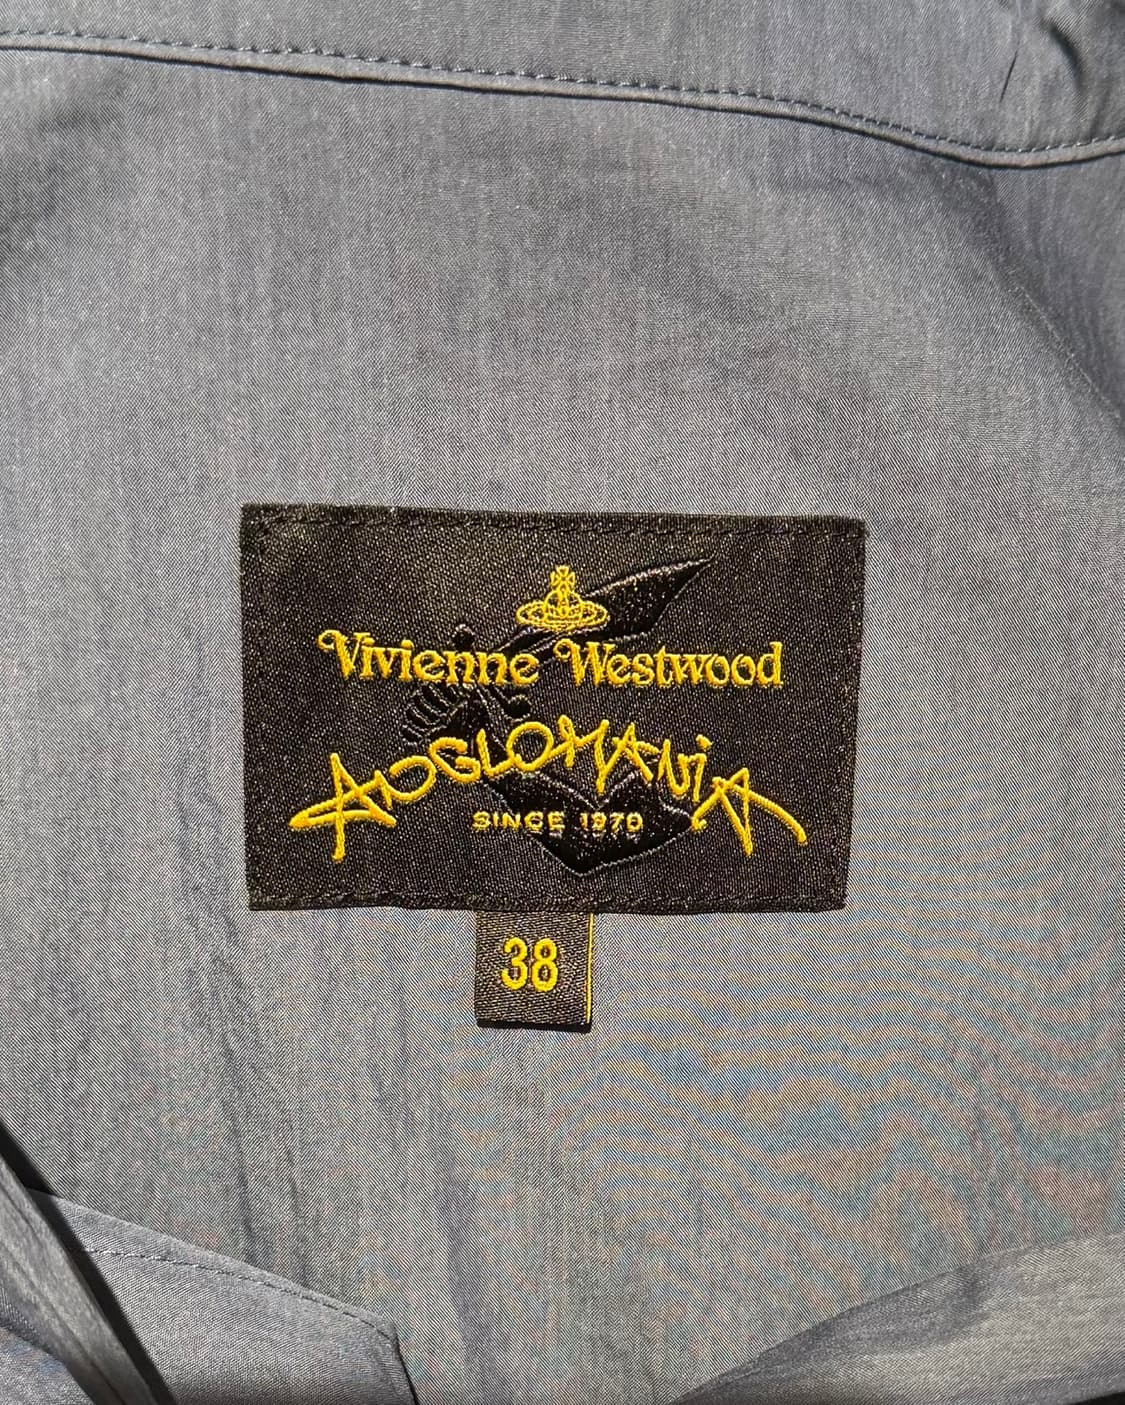 Vivienne Westwood
ANGLOMANiA
SINCE 1970
38